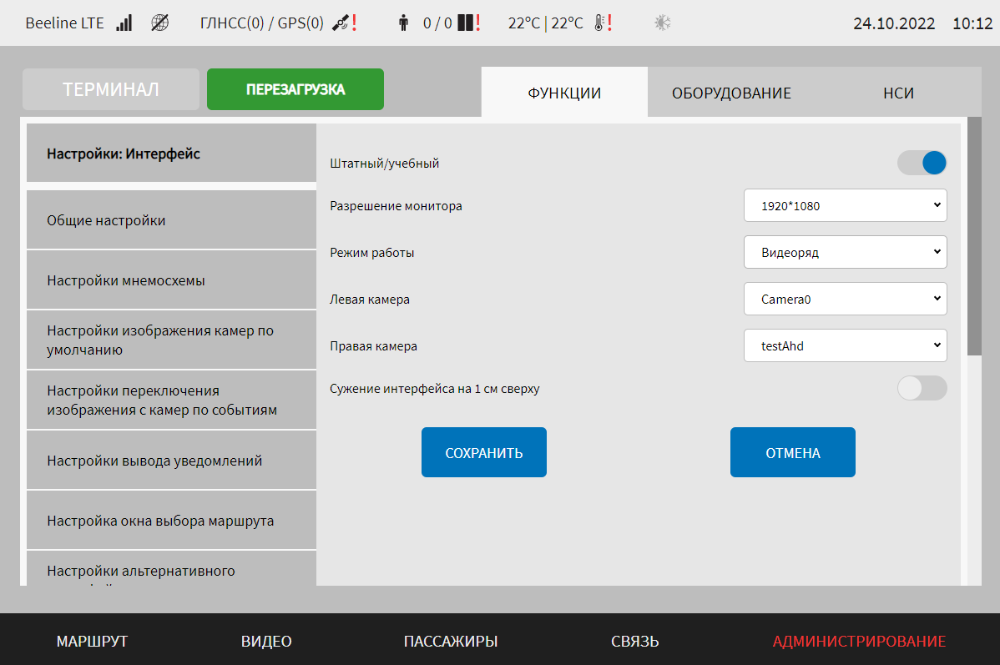 Beeline LTE ГЛНСС(0) / GPS(0) ! 0 / 0 ! 22°C | 22°C ! 24.10.2022 10:12
ТЕРМИНАЛ ПЕРЕЗАГРУЗКА ФУНКЦИИ ОБОРУДОВАНИЕ НСИ
Настройки: Интерфейс
Общие настройки
Настройки мнемосхемы
Настройки изображения камер по
умолчанию
Настройки переключения
изображения с камер по событиям
Настройки вывода уведомлений
Настройка окна выбора маршрута
Настройки альтернативного
Штатный/учебный
Разрешение монитора 1920*1080
Режим работы Видеоряд
Левая камера Camera0
Правая камера testAhd
Сужение интерфейса на 1 см сверху
СОХРАНИТЬ ОТМЕНА
МАРШРУТ ВИДЕО ПАССАЖИРЫ СВЯЗЬ АДМИНИСТРИРОВАНИЕ